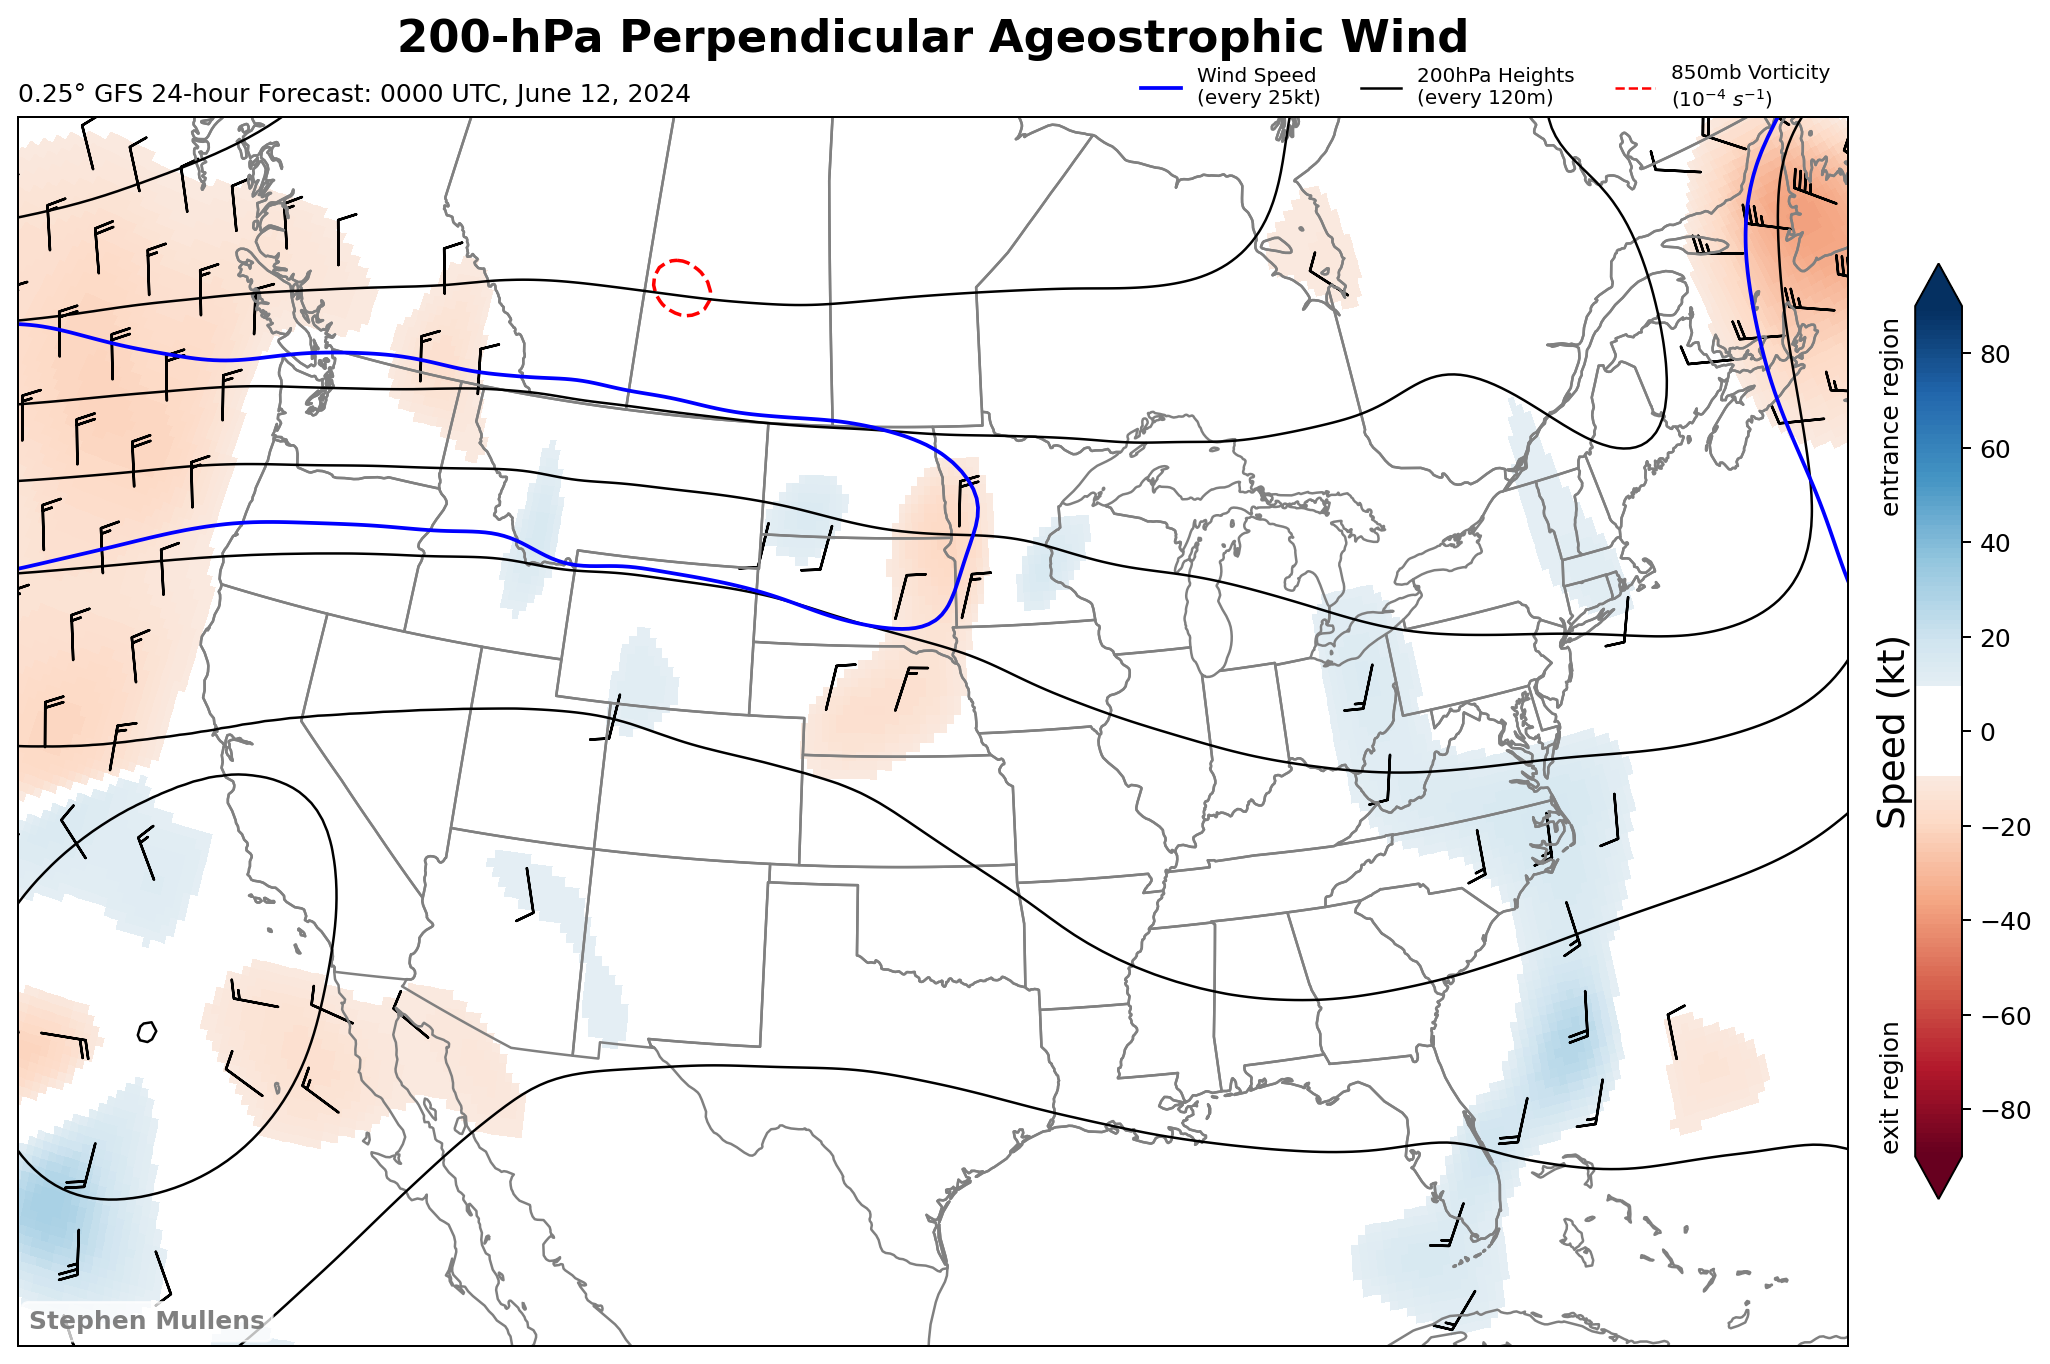 200-hPa Perpendicular Ageostrophic Wind
0.25° GFS 24-hour Forecast: 0000 UTC, June 12, 2024
Wind Speed
(every 25kt)
200hPa Heights
(every 120m)
850mb Vorticity
(10⁻⁴ s⁻¹)
entrance region
Speed (kt)
exit region
80
60
40
20
0
−20
−40
−60
−80
Stephen Mullens